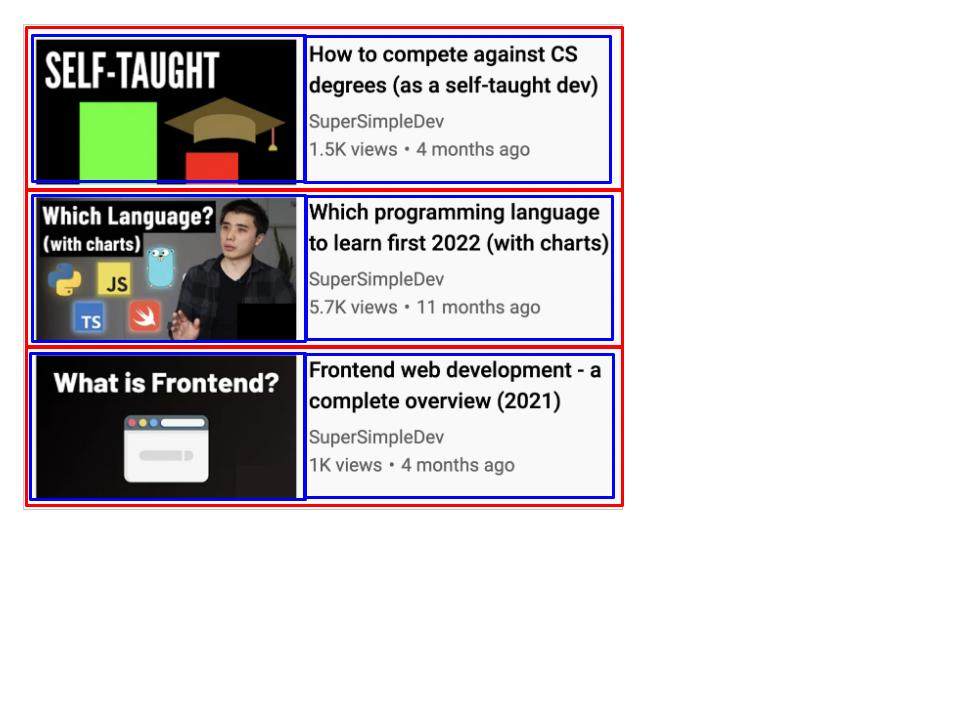 SELF-TAUGHT
How to compete against CS
degrees (as a self-taught dev)
SuperSimpleDev
1.5K views • 4 months ago
Which Language?
(with charts)
JS
TS
Which programming language
to learn first 2022 (with charts)
SuperSimpleDev
5.7K views • 11 months ago
What is Frontend?
Frontend web development - a
complete overview (2021)
SuperSimpleDev
1K views • 4 months ago